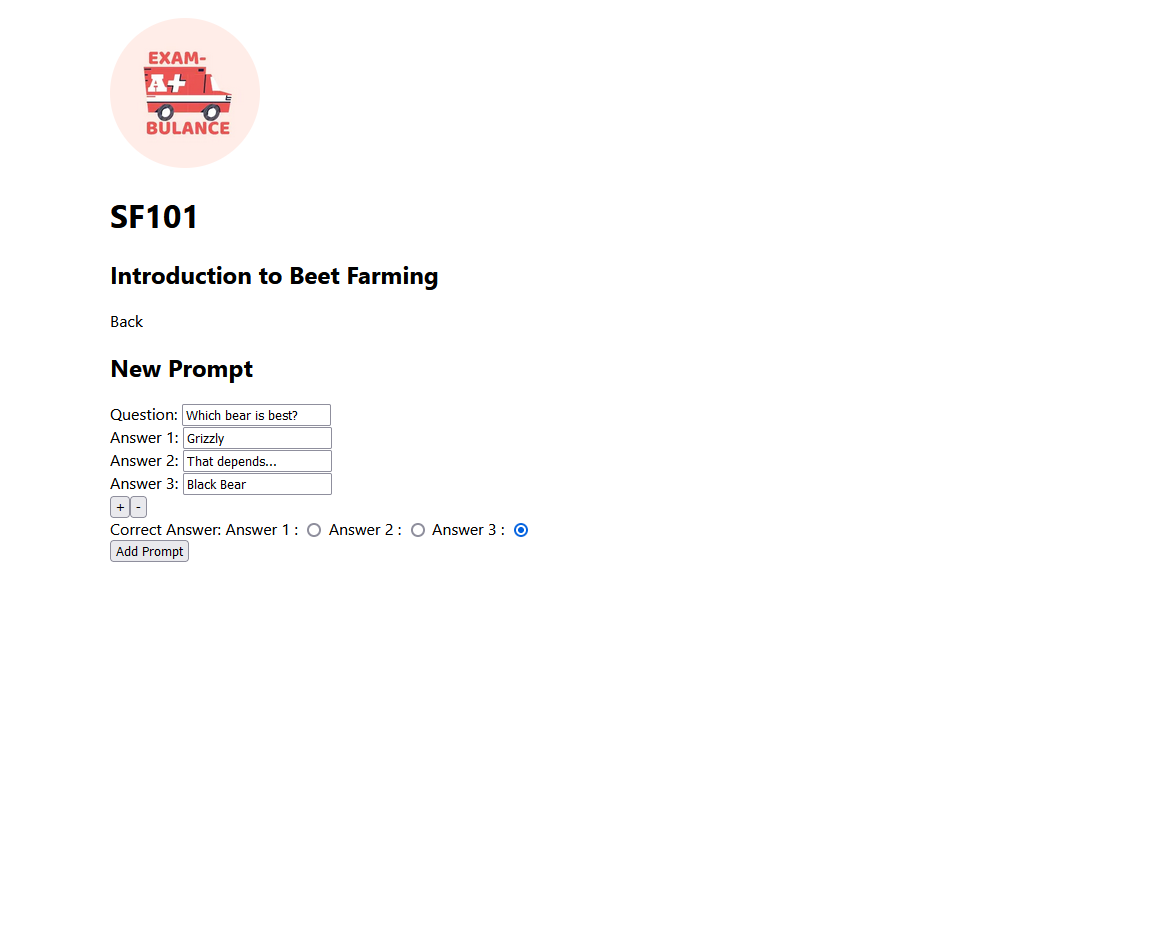 EXAM-
A+
BULANCE
SF101
Introduction to Beet Farming
Back
New Prompt
Question: Which bear is best?
Answer 1: Grizzly
Answer 2: That depends...
Answer 3: Black Bear
+ -
Correct Answer: Answer 1 : Answer 2 : Answer 3 :
Add Prompt